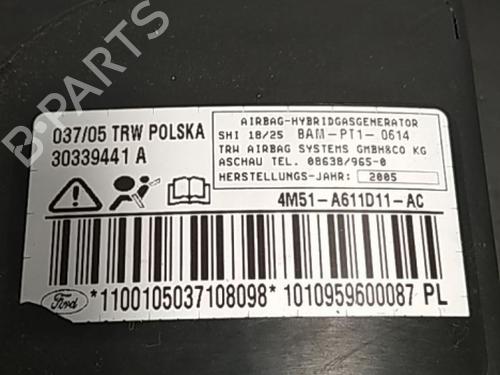 037/05 TRW POLSKA
30339441 A
AIRBAG-HYBRIDGASGENERATOR
SHI 18/25 BAM-PT1-0614
TRW AIRBAG SYSTEMS GMBH&CO KG
ASCHAU TEL. 08638/965-0
HERSTELLUNGS-JAHR: 2005
4M51-A611D11-AC
Ford
*1100105037108098*1010959600087 PL